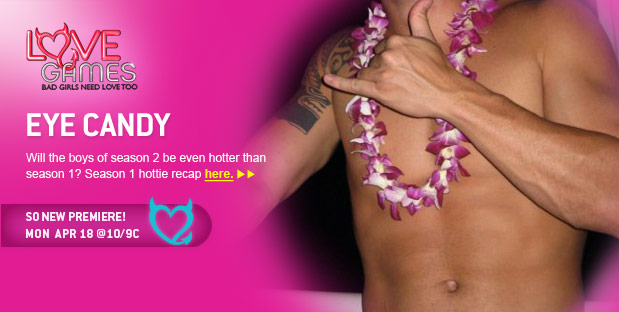 LOVE
GAMES
BAD GIRLS NEED LOVE TOO
EYE CANDY
Will the boys of season 2 be even hotter than
season 1? Season 1 hottie recap here.
SO NEW PREMIERE!
MON APR 18 @10/9C